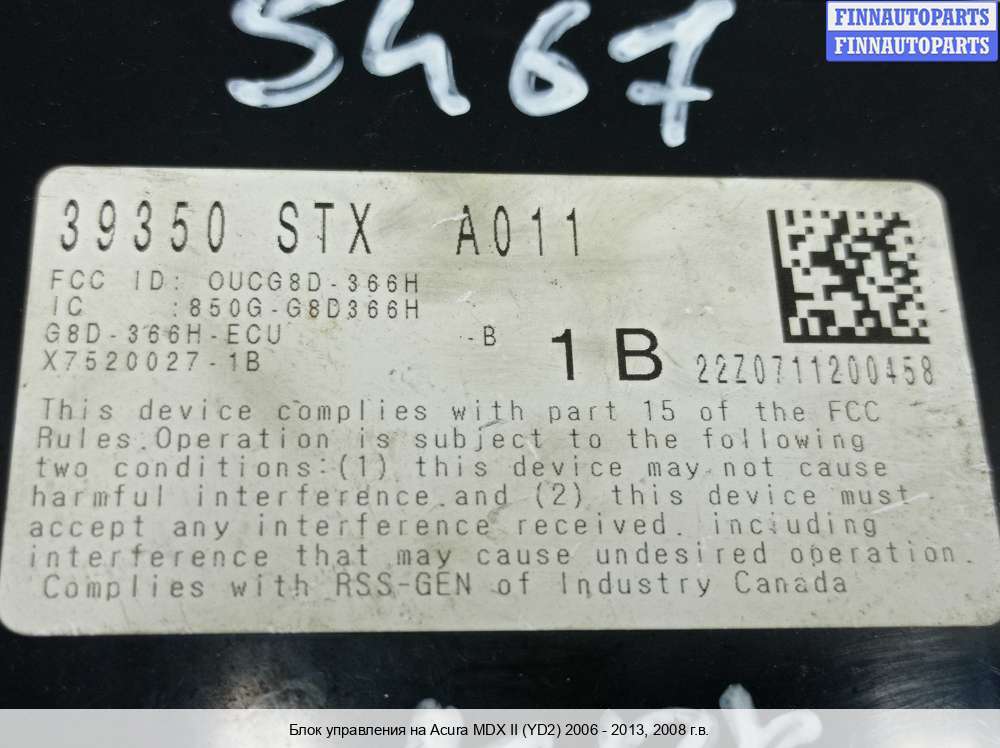 FINNAUTOPARTS
FINNAUTOPARTS
5467
39350 STX A011
FCC ID: OUCG8D-366H
IC :850G-G8D366H
G8D-366H-ECU -B
X7520027-1B
1B
22Z0711200458
This device complies with part 15 of the FCC
Rules.Operation is subject to the following
two conditions:(1) this device may not cause
harmful interference.and (2) this device must
accept any interference received. including
interference that may cause undesired operation.
Complies with RSS-GEN of Industry Canada
Блок управления на Acura MDX II (YD2) 2006 - 2013, 2008 г.в.